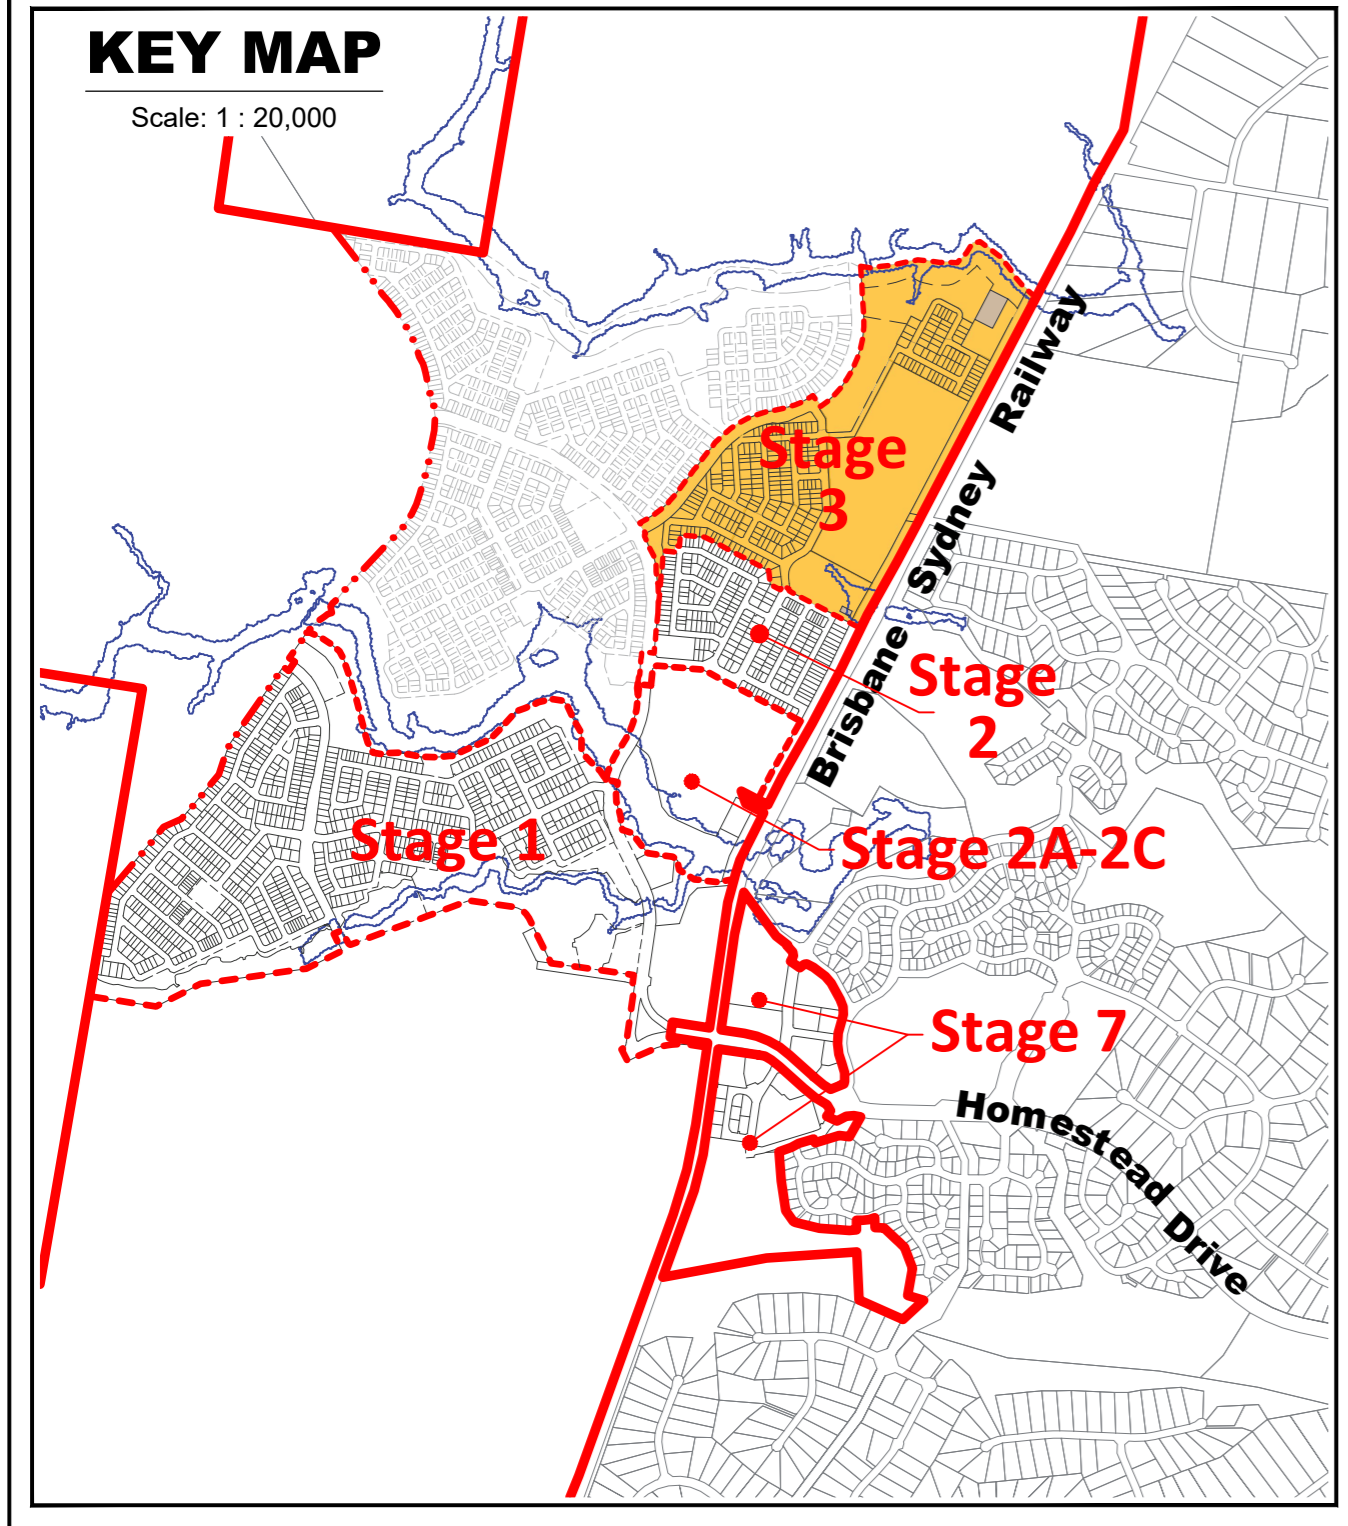 KEY MAP
Scale: 1 : 20,000
Stage
3
Brisbane Sydney Railway
Stage
2
Stage 1
Stage 2A-2C
Stage 7
Homestead Drive